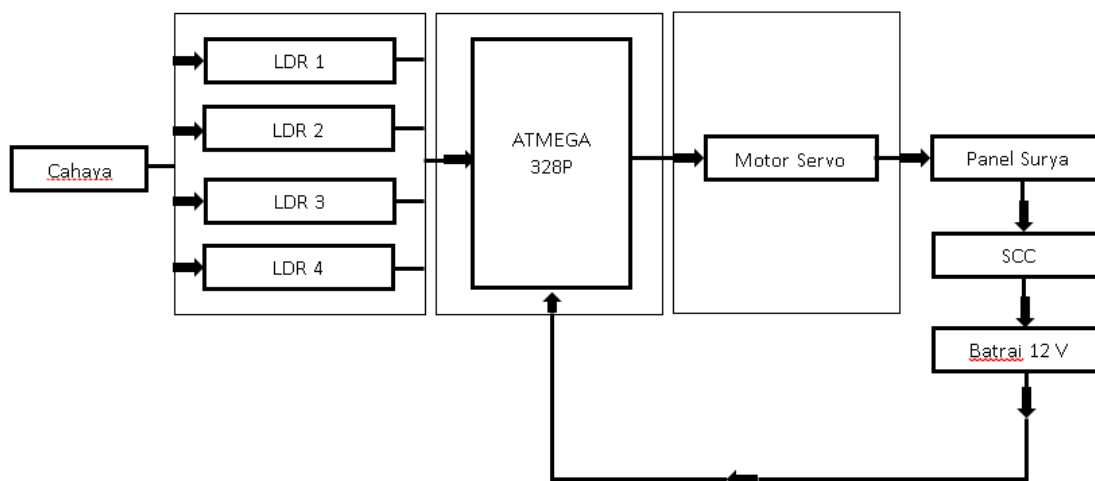 Cahaya
LDR 1
LDR 2
LDR 3
LDR 4
ATMEGA
328P
Motor Servo
Panel Surya
SCC
Batrai 12 V